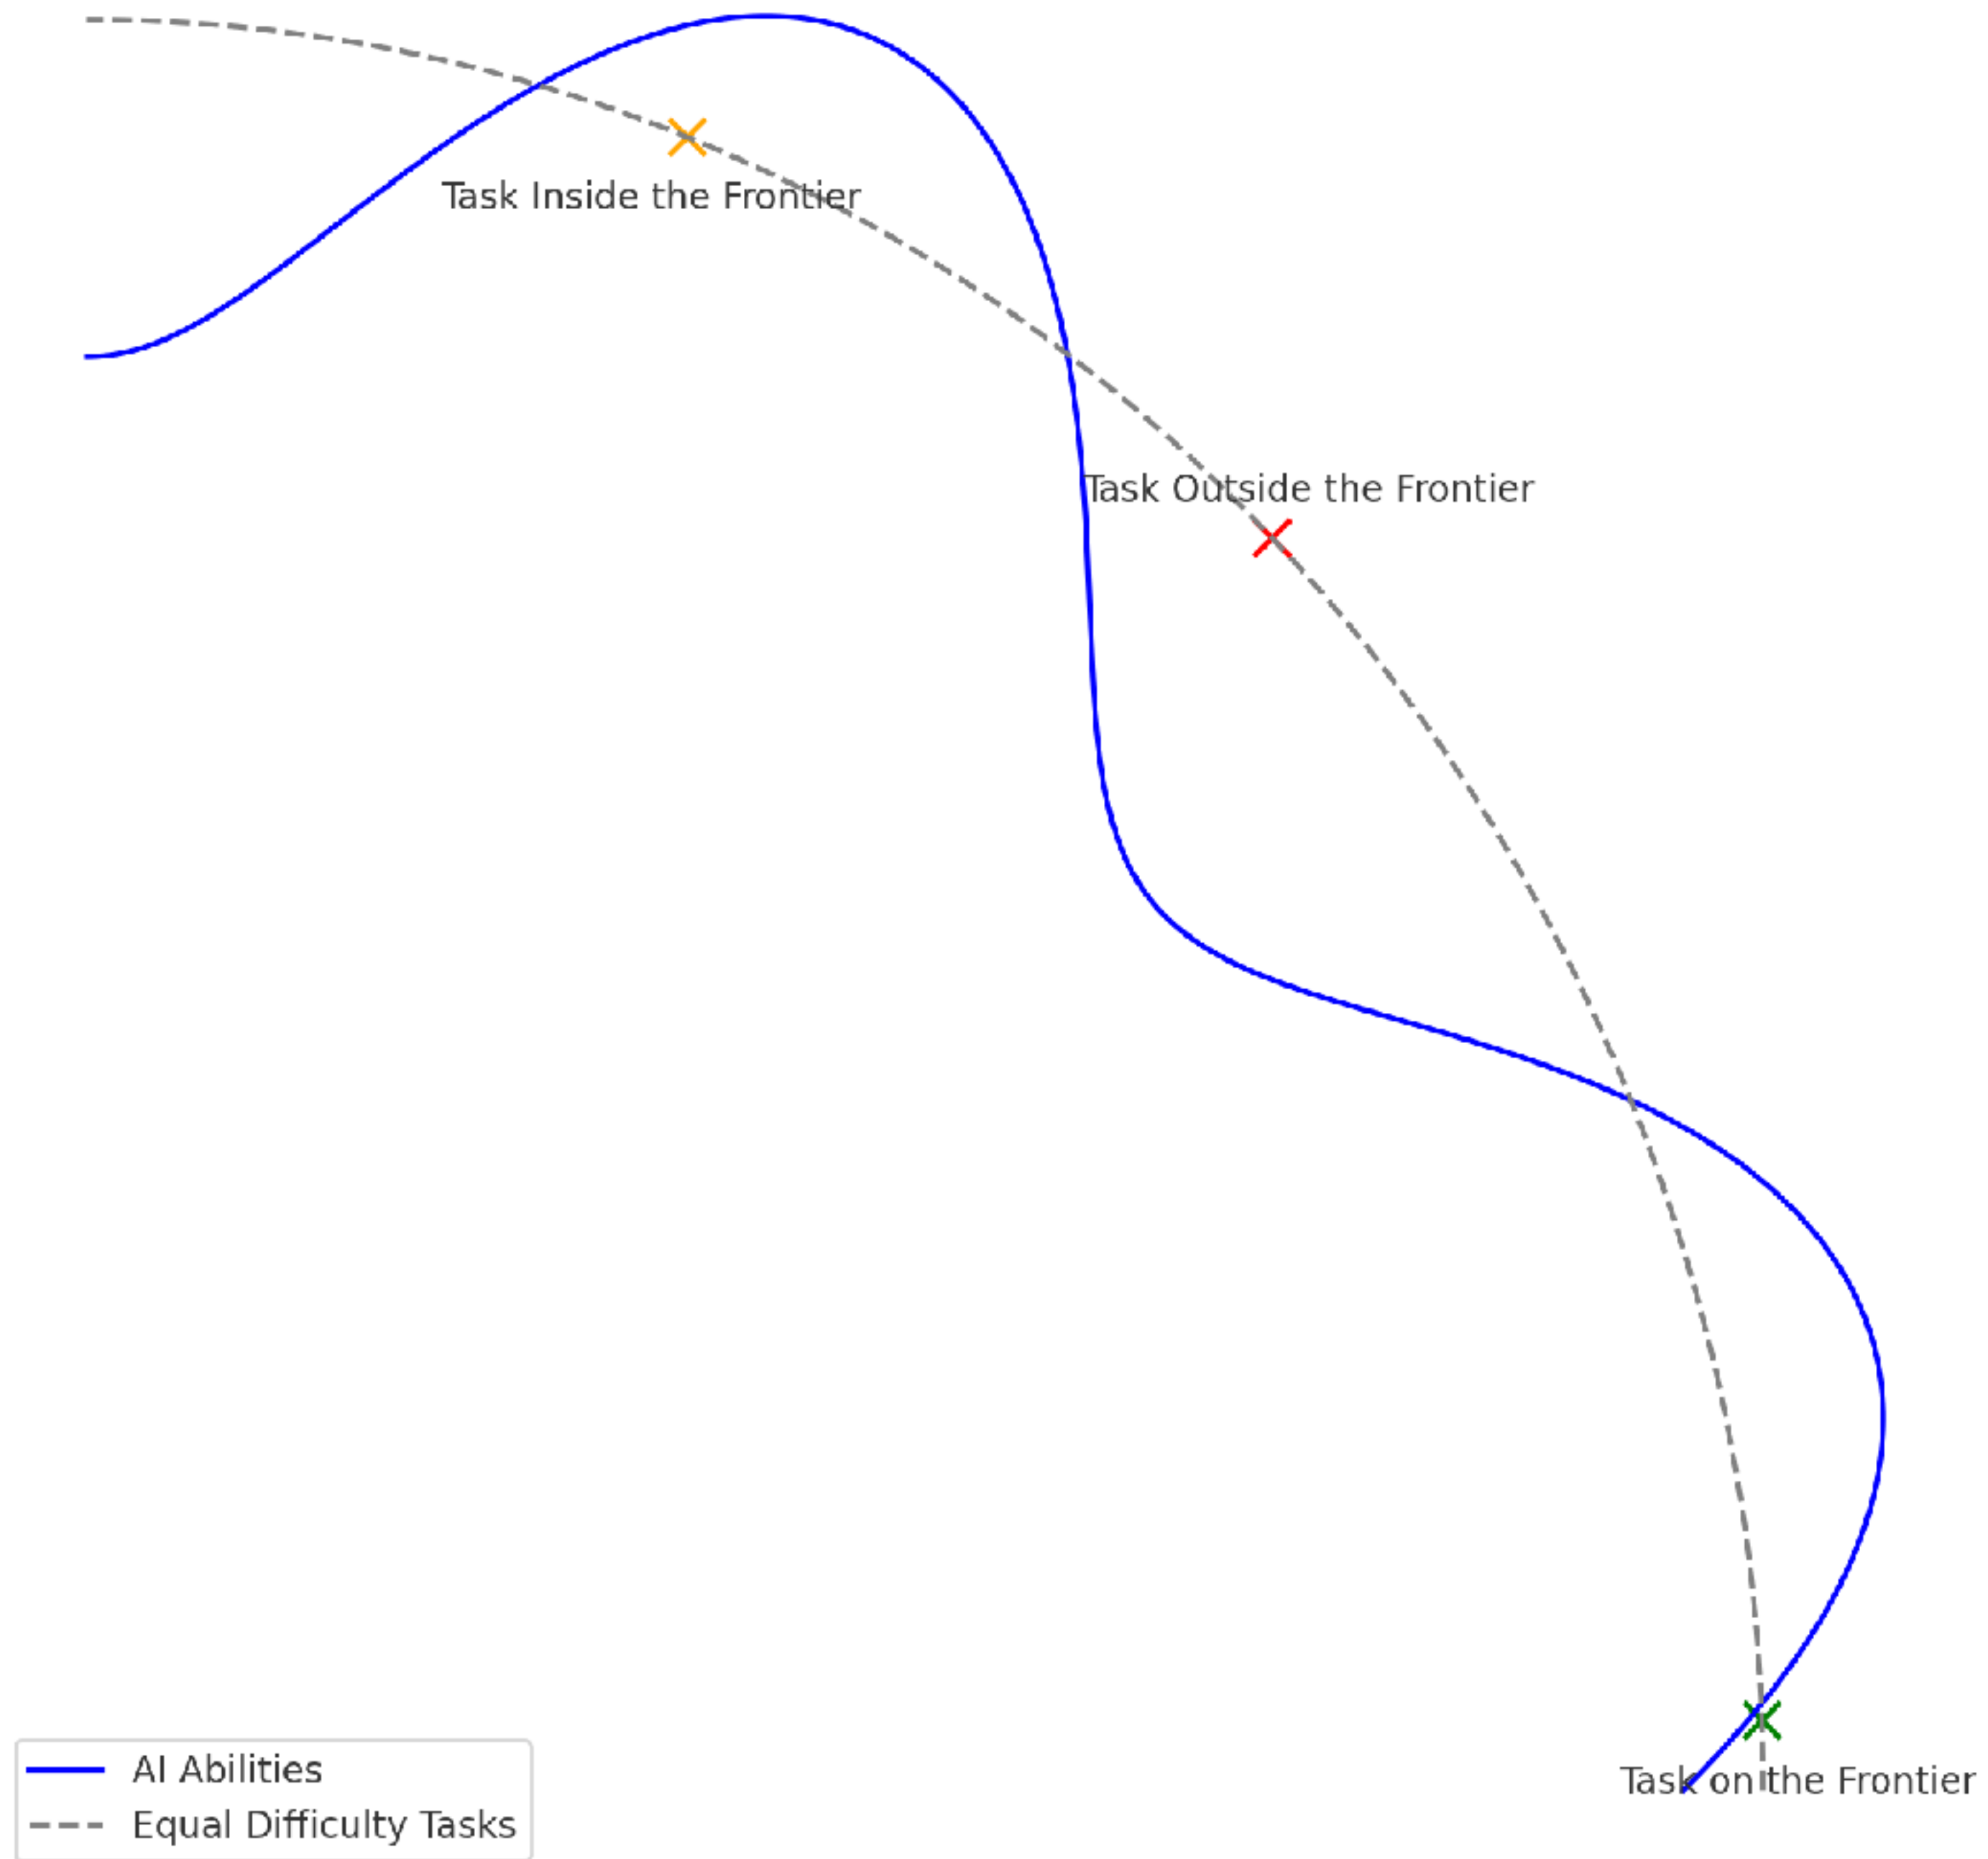 Task Inside the Frontier
Task Outside the Frontier
Task on the Frontier
AI Abilities
Equal Difficulty Tasks